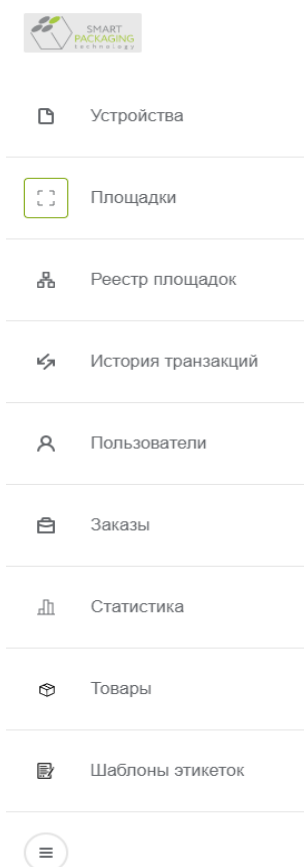 SMART
PACKAGING
technology
Устройства
Площадки
Реестр площадок
История транзакций
Пользователи
Заказы
Статистика
Товары
Шаблоны этикеток